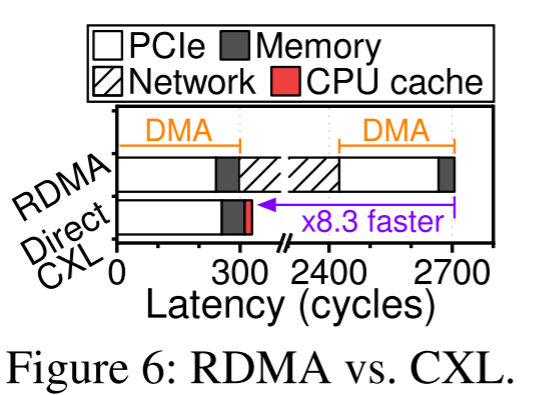 PCIe Memory
Network CPU cache
DMA DMA
RDMA
Direct
CXL
x8.3 faster
0 300 2400 2700
Latency (cycles)
Figure 6: RDMA vs. CXL.